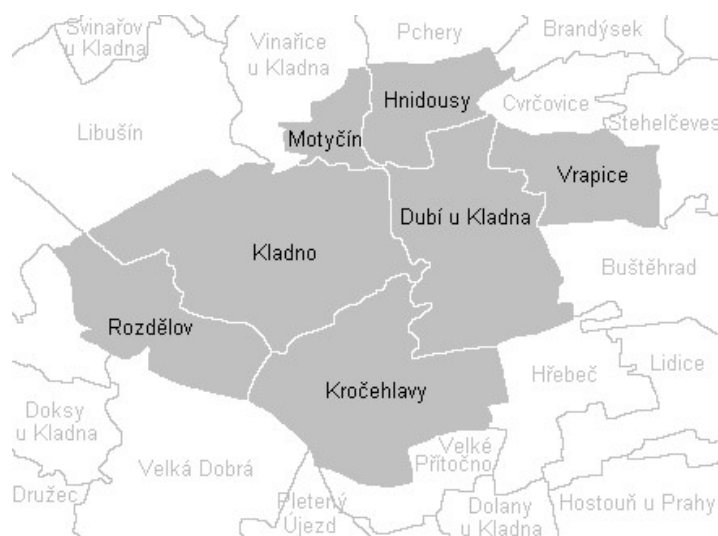 Svinařov
u Kladna
Vinařice
u Kladna
Pchery
Brandýsek
Hnidousy
Cvrčovice
Stehelčeves
Libušín
Motyčín
Vrapice
Dubí u Kladna
Kladno
Buštěhrad
Rozdělov
Hřebeč
Lidice
Kročehlavy
Doksy
u Kladna
Velké
Přítočno
Velká Dobrá
Družec
Pletený
Újezd
Dolany
u Kladna
Hostouň u Prahy